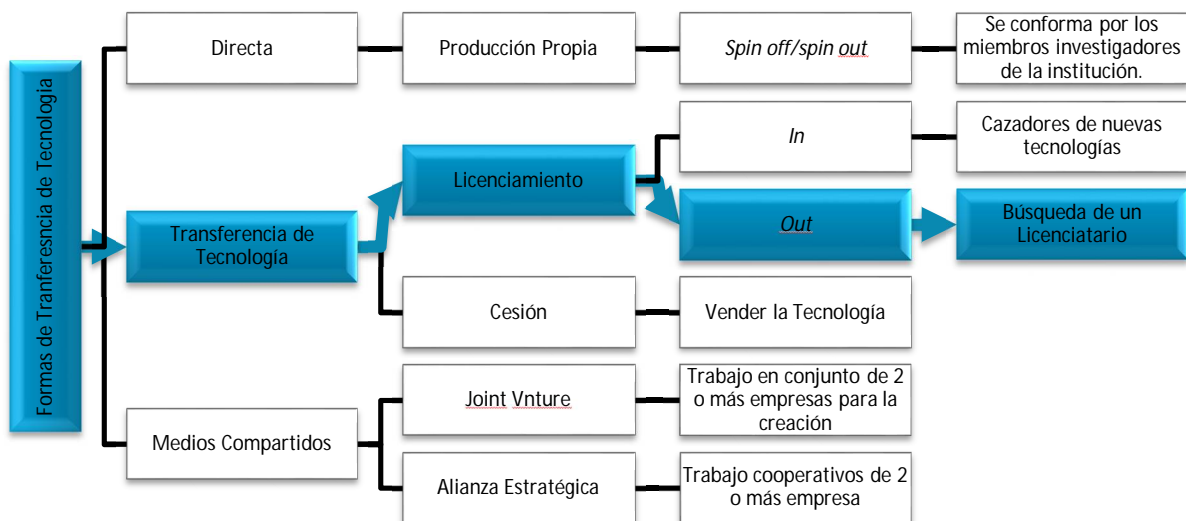 Formas de Tranferesncia de Tecnologia
Directa
Producción Propia
Spin off/spin out
Se conforma por los
miembros investigadores
de la institución.
Transferencia de
Tecnología
Licenciamiento
In
Cazadores de nuevas
tecnologías
Out
Búsqueda de un
Licenciatario
Cesión
Vender la Tecnología
Medios Compartidos
Joint Vnture
Trabajo en conjunto de 2
o más empresas para la
creación
Alianza Estratégica
Trabajo cooperativos de 2
o más empresa